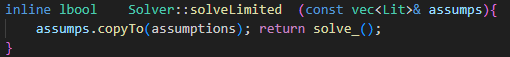 inline lbool    Solver::solveLimited  (const vec<Lit>& assumps){
    assumps.copyTo(assumptions); return solve_();
}